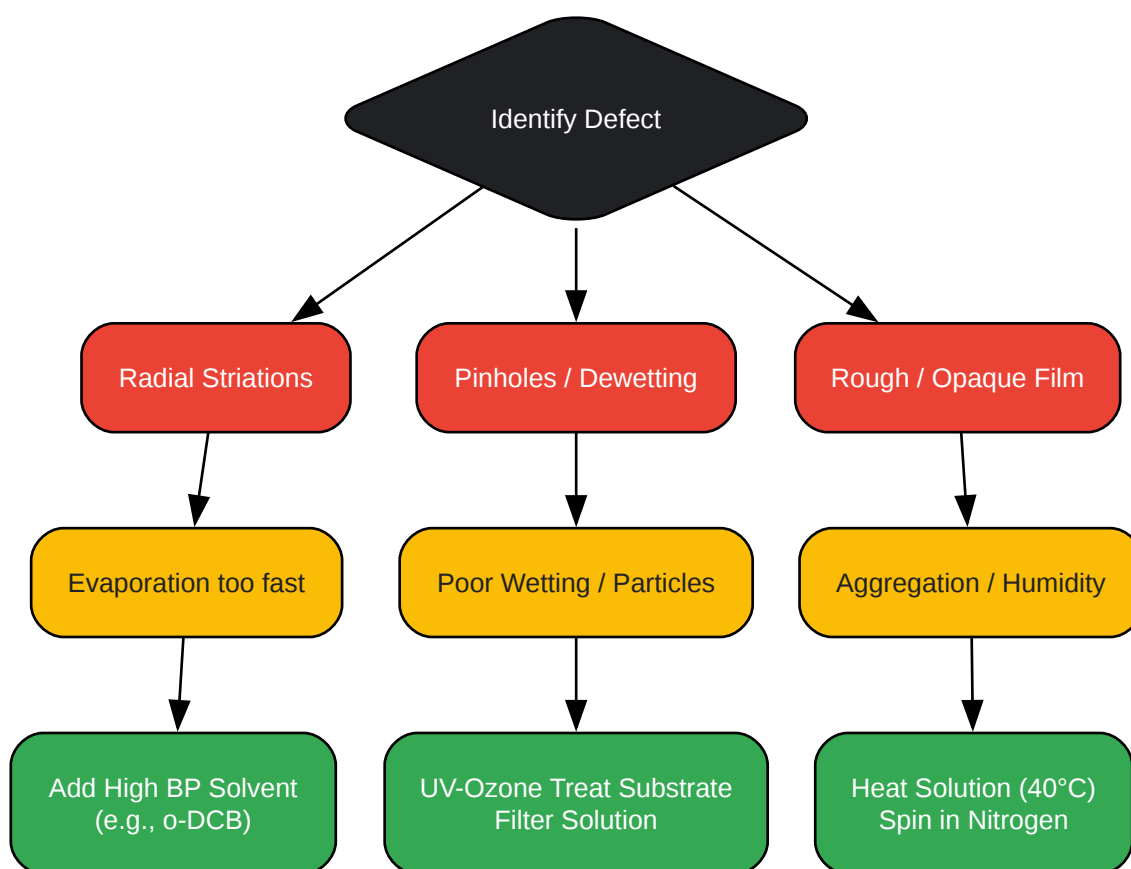 Identify Defect
Radial Striations
Pinholes / Dewetting
Rough / Opaque Film
Evaporation too fast
Poor Wetting / Particles
Aggregation / Humidity
Add High BP Solvent
(e.g., o-DCB)
UV-Ozone Treat Substrate
Filter Solution
Heat Solution (40°C)
Spin in Nitrogen